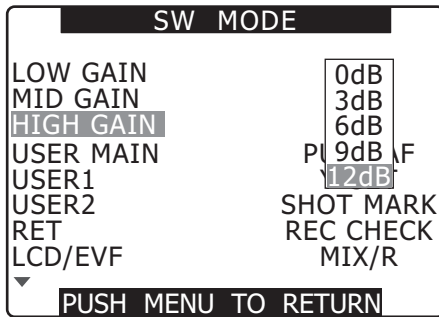 SW MODE
LOW GAIN 0dB
MID GAIN 3dB
HIGH GAIN 6dB
USER MAIN 9dB
USER1 12dB
USER2 SHOT MARK
RET REC CHECK
LCD/EVF MIX/R
PUSH MENU TO RETURN